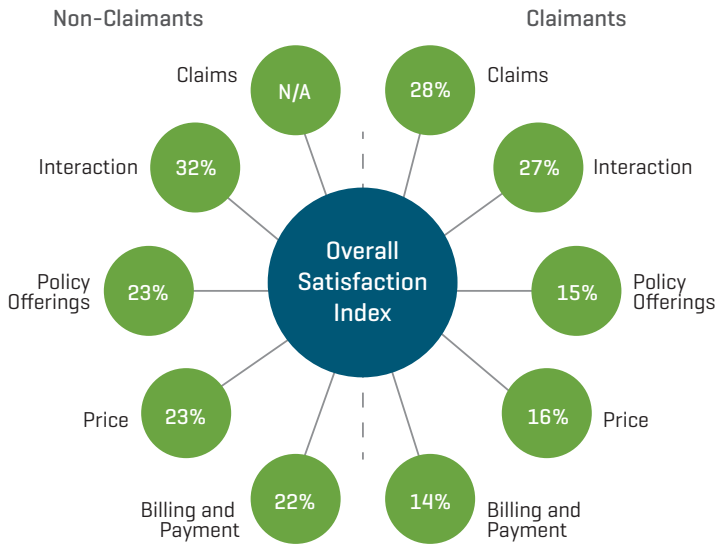 Non-Claimants
Claimants
Claims
N/A
28%
Claims
Interaction
32%
27%
Interaction
Overall
Satisfaction
Index
Policy
Offerings
23%
15%
Policy
Offerings
Price
23%
16%
Price
Billing and
Payment
22%
14%
Billing and
Payment